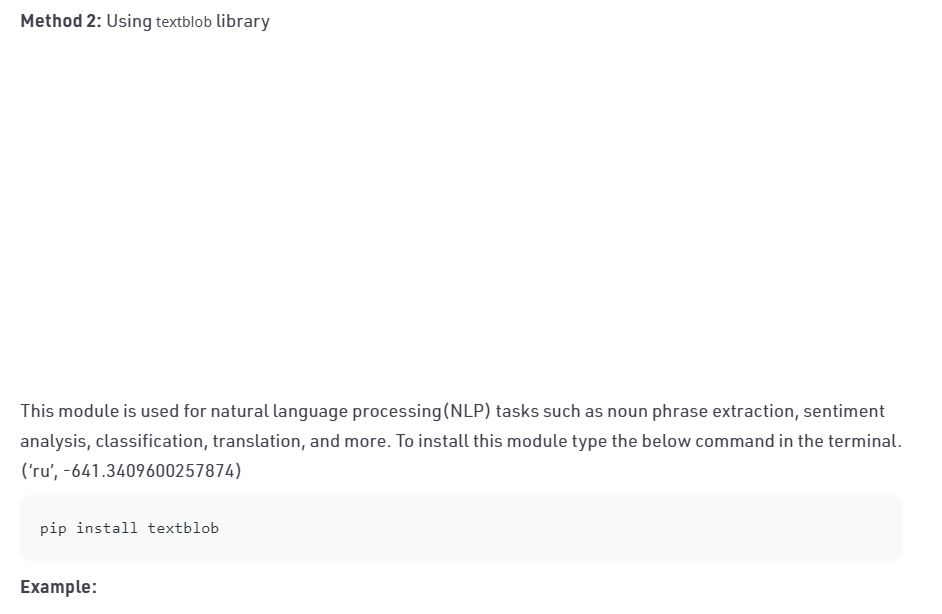 Method 2: Using textblob library
This module is used for natural language processing(NLP) tasks such as noun phrase extraction, sentiment
analysis, classification, translation, and more. To install this module type the below command in the terminal.
(‘ru’, -641.3409600257874)
pip install textblob
Example: